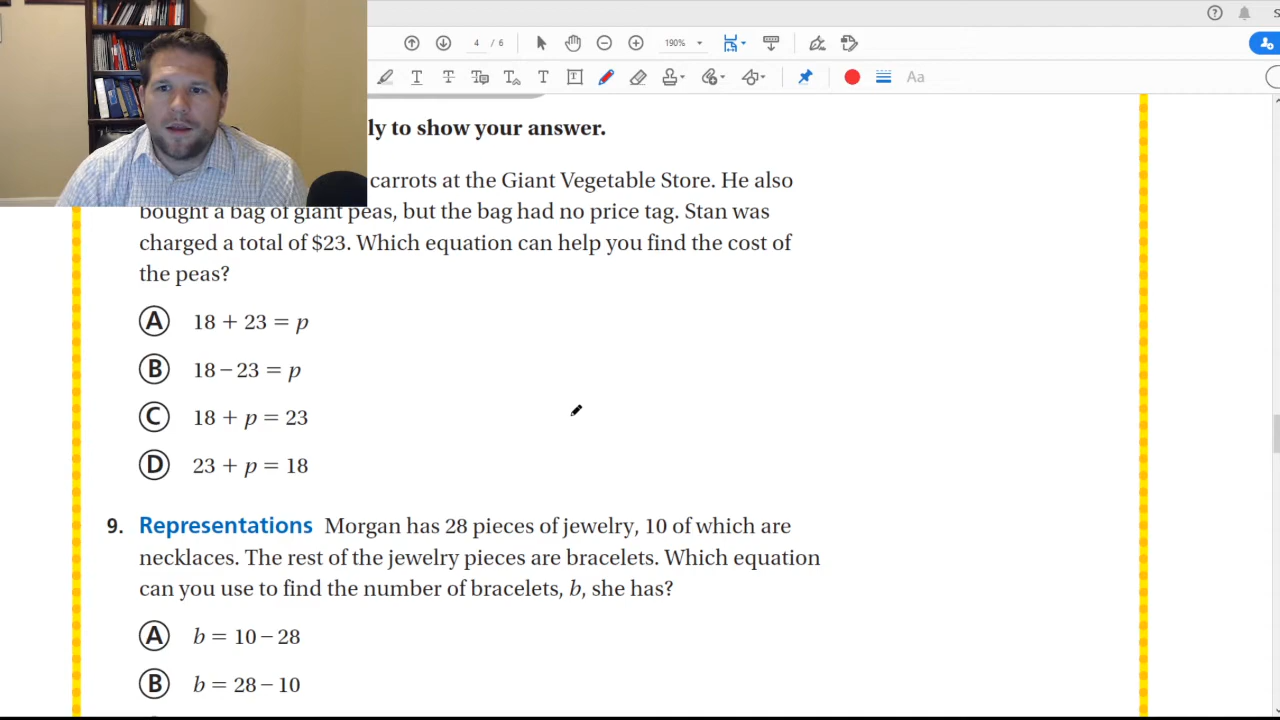 4 / 6
190%
Aa
ly to show your answer.
carrots at the Giant Vegetable Store. He also
bought a bag of giant peas, but the bag had no price tag. Stan was
charged a total of $23. Which equation can help you find the cost of
the peas?
A 18 + 23 = p
B 18 – 23 = p
C 18 + p = 23
D 23 + p = 18
9. Representations Morgan has 28 pieces of jewelry, 10 of which are
necklaces. The rest of the jewelry pieces are bracelets. Which equation
can you use to find the number of bracelets, b, she has?
A b = 10 – 28
B b = 28 – 10